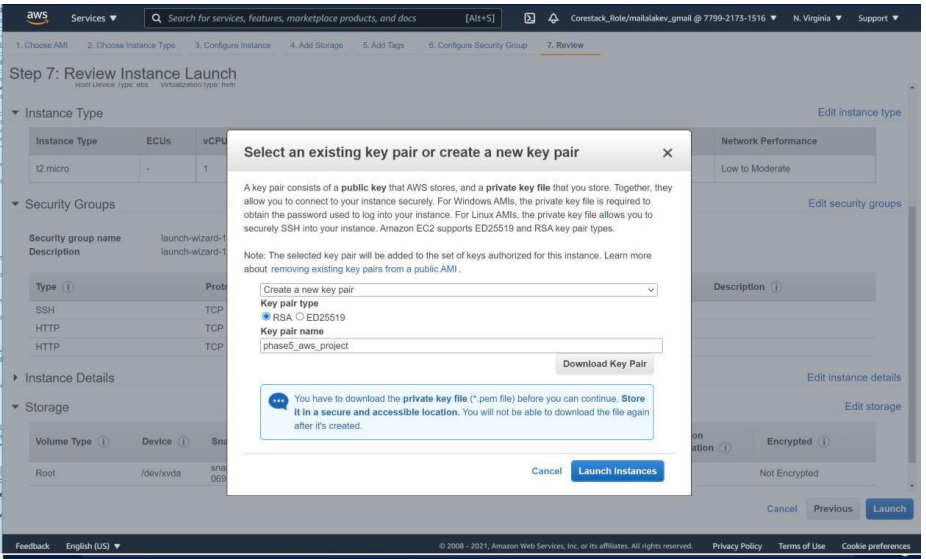 aws Services ▼ Search for services, features, marketplace products, and docs [Alt+S] Corestack_Role/mailalakev_gmail @ 7799-2173-1516 ▼ N. Virginia ▼ Support ▼
1. Choose AMI 2. Choose Instance Type 3. Configure Instance 4. Add Storage 5. Add Tags 6. Configure Security Group 7. Review
Step 7: Review Instance Launch
Root Device Type: ebs Virtualization type: hvm
Instance Type Edit instance type
Instance Type ECUs vCPU Network Performance
t2.micro - 1 Low to Moderate
Security Groups Edit security groups
Security group name launch-wizard-1
Description launch-wizard-1
Type Proto Description
SSH TCP
HTTP TCP
HTTP TCP
Instance Details Edit instance details
Storage Edit storage
Volume Type Device Sna on ation Encrypted
Root /dev/xvda sna 069 Not Encrypted
Select an existing key pair or create a new key pair ×
A key pair consists of a public key that AWS stores, and a private key file that you store. Together, they
allow you to connect to your instance securely. For Windows AMIs, the private key file is required to
obtain the password used to log into your instance. For Linux AMIs, the private key file allows you to
securely SSH into your instance. Amazon EC2 supports ED25519 and RSA key pair types.
Note: The selected key pair will be added to the set of keys authorized for this instance. Learn more
about removing existing key pairs from a public AMI .
Create a new key pair
Key pair type
RSA ED25519
Key pair name
phase5_aws_project
Download Key Pair
You have to download the private key file (*.pem file) before you can continue. Store
it in a secure and accessible location. You will not be able to download the file again
after it's created.
Cancel Launch Instances
Cancel Previous Launch
Feedback English (US) ▼ © 2008 - 2021, Amazon Web Services, Inc. or its affiliates. All rights reserved. Privacy Policy Terms of Use Cookie preferences